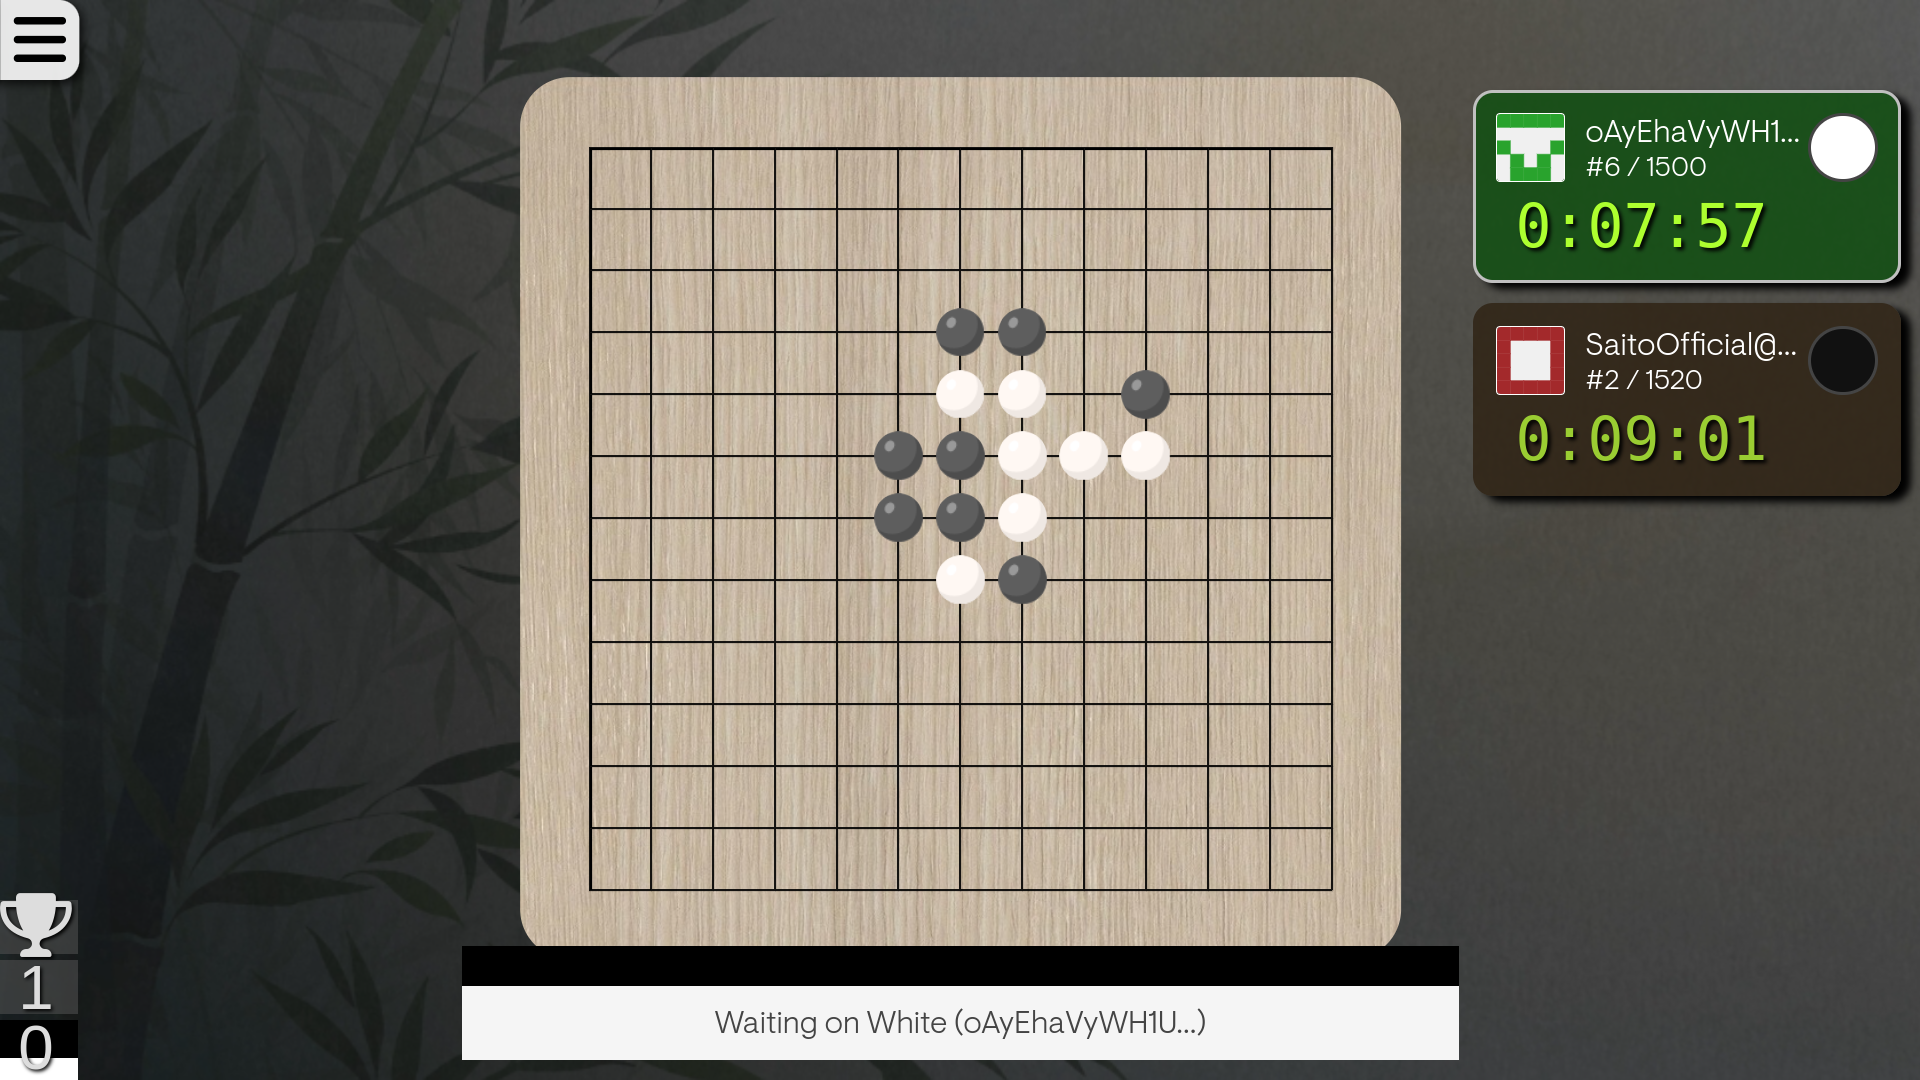 oAyEhaVyWH1...
#6 / 1500
0:07:57
SaitoOfficial@...
#2 / 1520
0:09:01
1
0
Waiting on White (oAyEhaVyWH1U...)